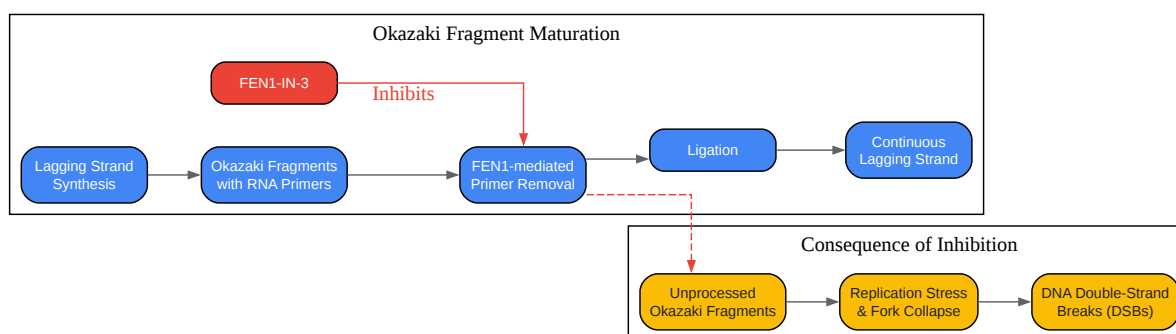 Okazaki Fragment Maturation
FEN1-IN-3
Inhibits
Lagging Strand
Synthesis
Okazaki Fragments
with RNA Primers
FEN1-mediated
Primer Removal
Ligation
Continuous
Lagging Strand
Consequence of Inhibition
Unprocessed
Okazaki Fragments
Replication Stress
& Fork Collapse
DNA Double-Strand
Breaks (DSBs)